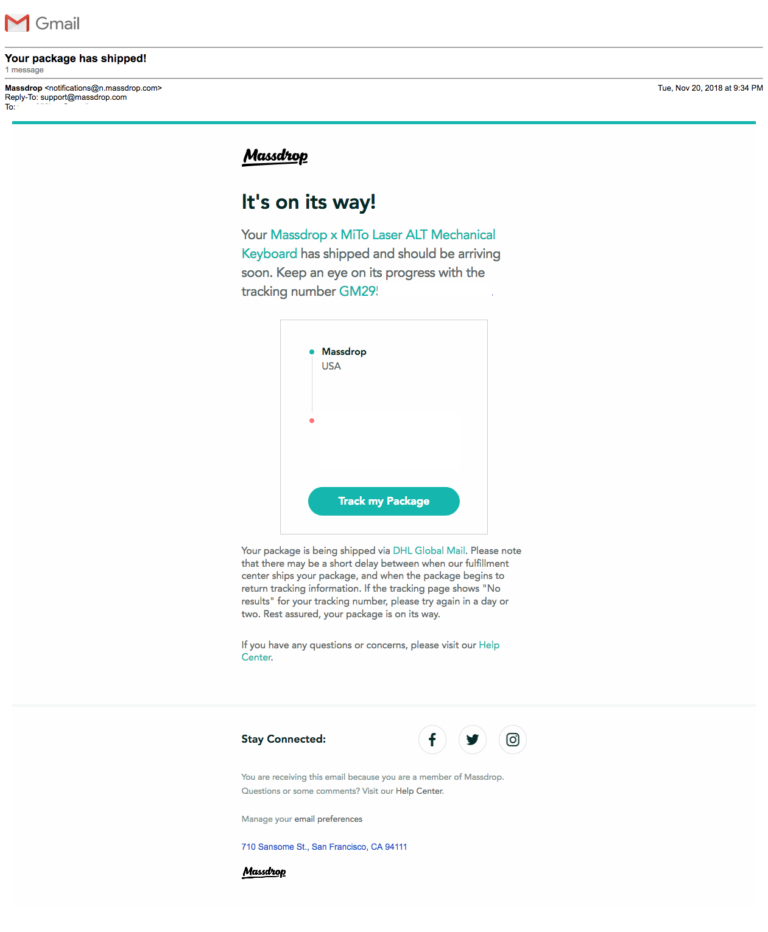 Gmail
Your package has shipped!
1 message
Massdrop <notifications@n.massdrop.com>
Tue, Nov 20, 2018 at 9:34 PM
Reply-To: support@massdrop.com
To:
Massdrop
It's on its way!
Your Massdrop x MiTo Laser ALT Mechanical
Keyboard has shipped and should be arriving
soon. Keep an eye on its progress with the
tracking number GM29
Massdrop
USA
Track my Package
Your package is being shipped via DHL Global Mail. Please note
that there may be a short delay between when our fulfillment
center ships your package, and when the package begins to
return tracking information. If the tracking page shows "No
results" for your tracking number, please try again in a day or
two. Rest assured, your package is on its way.
If you have any questions or concerns, please visit our Help
Center.
Stay Connected:
You are receiving this email because you are a member of Massdrop.
Questions or some comments? Visit our Help Center.
Manage your email preferences
710 Sansome St., San Francisco, CA 94111
Massdrop